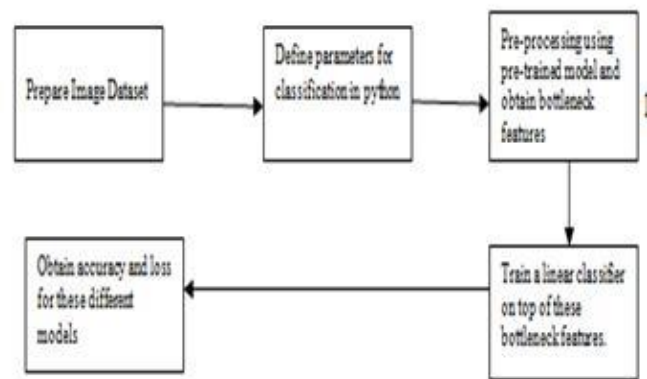 Prepare Image Dataset
Define parameters for
classification in python
Pre-processing using
pre-trained model and
obtain bottleneck
features
Train a linear classifier
on top of these
bottleneck features.
Obtain accuracy and loss
for these different
models